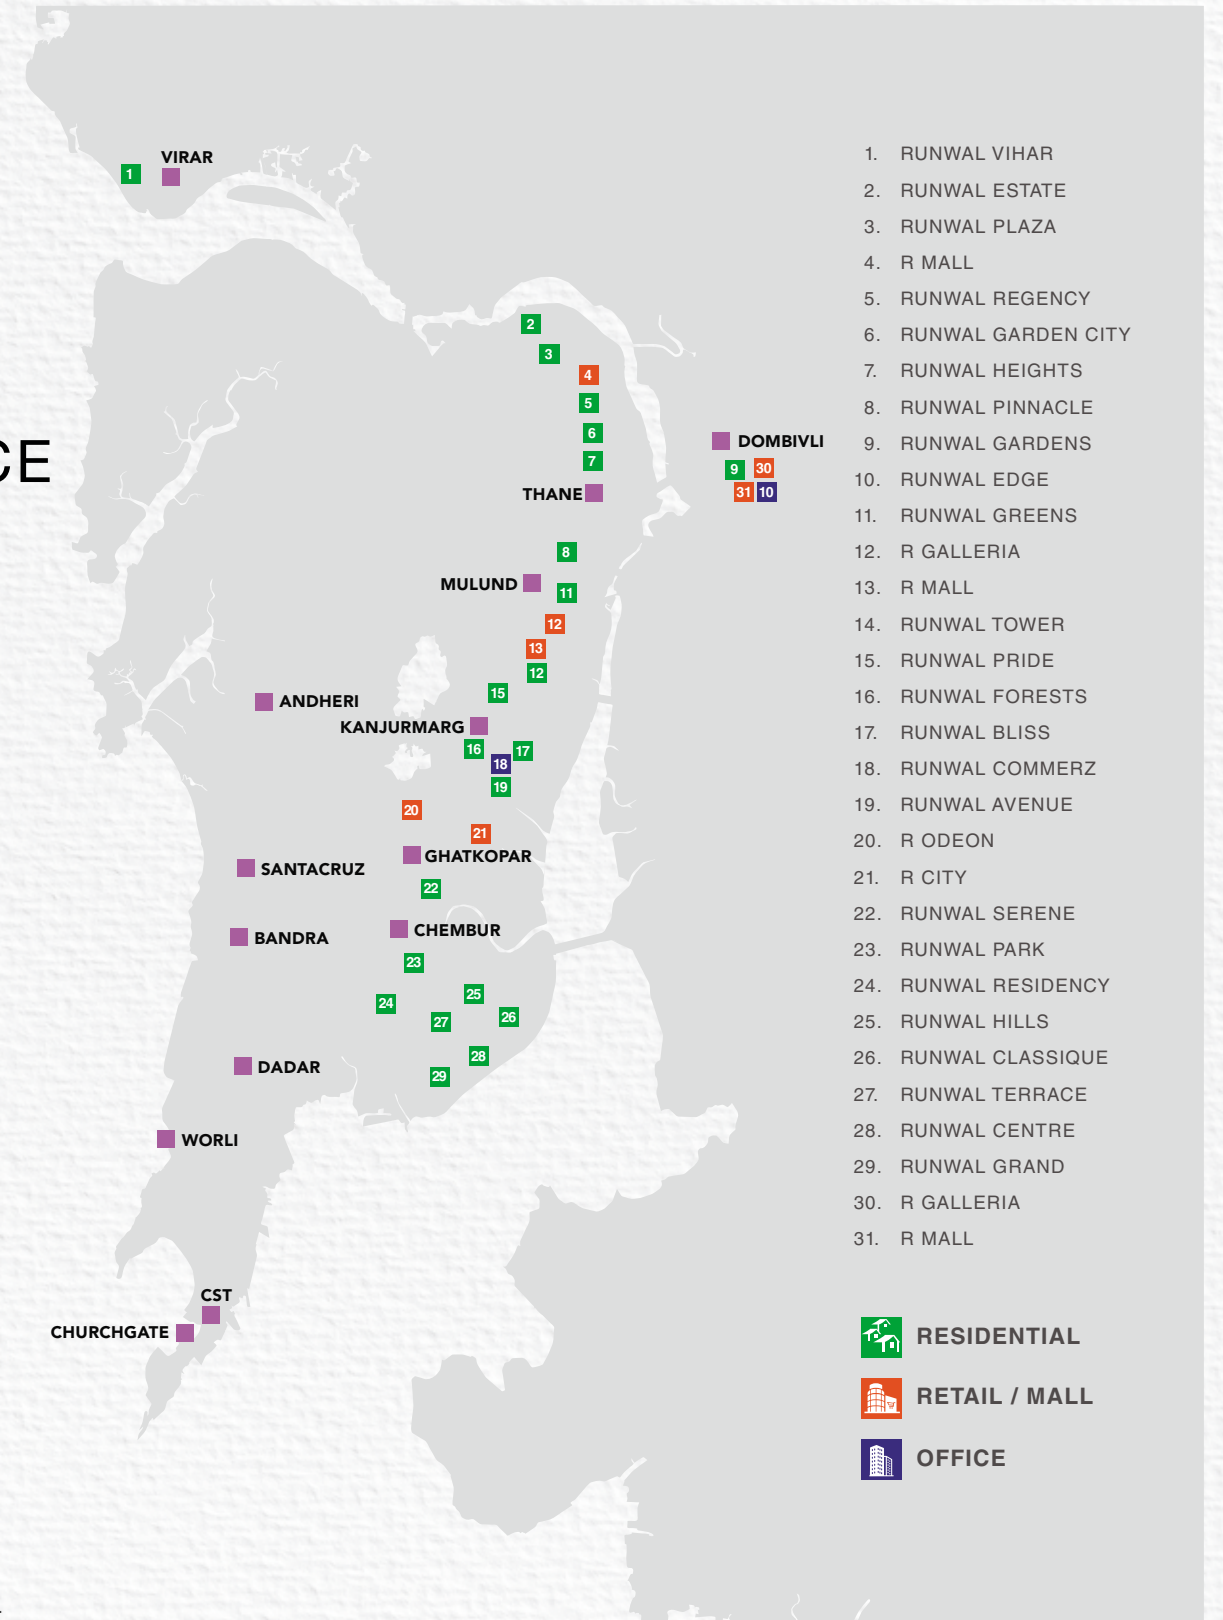 CE
VIRAR
1
2
3
4
5
6
7
THANE
DOMBIVLI
9 30
31 10
8
MULUND
11
12
13
12
15
ANDHERI
KANJURMARG
16 17
18
19
20
21
GHATKOPAR
SANTACRUZ
22
CHEMBUR
BANDRA
23
24
25
26
27
28
29
DADAR
WORLI
CST
CHURCHGATE
1. RUNWAL VIHAR
2. RUNWAL ESTATE
3. RUNWAL PLAZA
4. R MALL
5. RUNWAL REGENCY
6. RUNWAL GARDEN CITY
7. RUNWAL HEIGHTS
8. RUNWAL PINNACLE
9. RUNWAL GARDENS
10. RUNWAL EDGE
11. RUNWAL GREENS
12. R GALLERIA
13. R MALL
14. RUNWAL TOWER
15. RUNWAL PRIDE
16. RUNWAL FORESTS
17. RUNWAL BLISS
18. RUNWAL COMMERZ
19. RUNWAL AVENUE
20. R ODEON
21. R CITY
22. RUNWAL SERENE
23. RUNWAL PARK
24. RUNWAL RESIDENCY
25. RUNWAL HILLS
26. RUNWAL CLASSIQUE
27. RUNWAL TERRACE
28. RUNWAL CENTRE
29. RUNWAL GRAND
30. R GALLERIA
31. R MALL
RESIDENTIAL
RETAIL / MALL
OFFICE